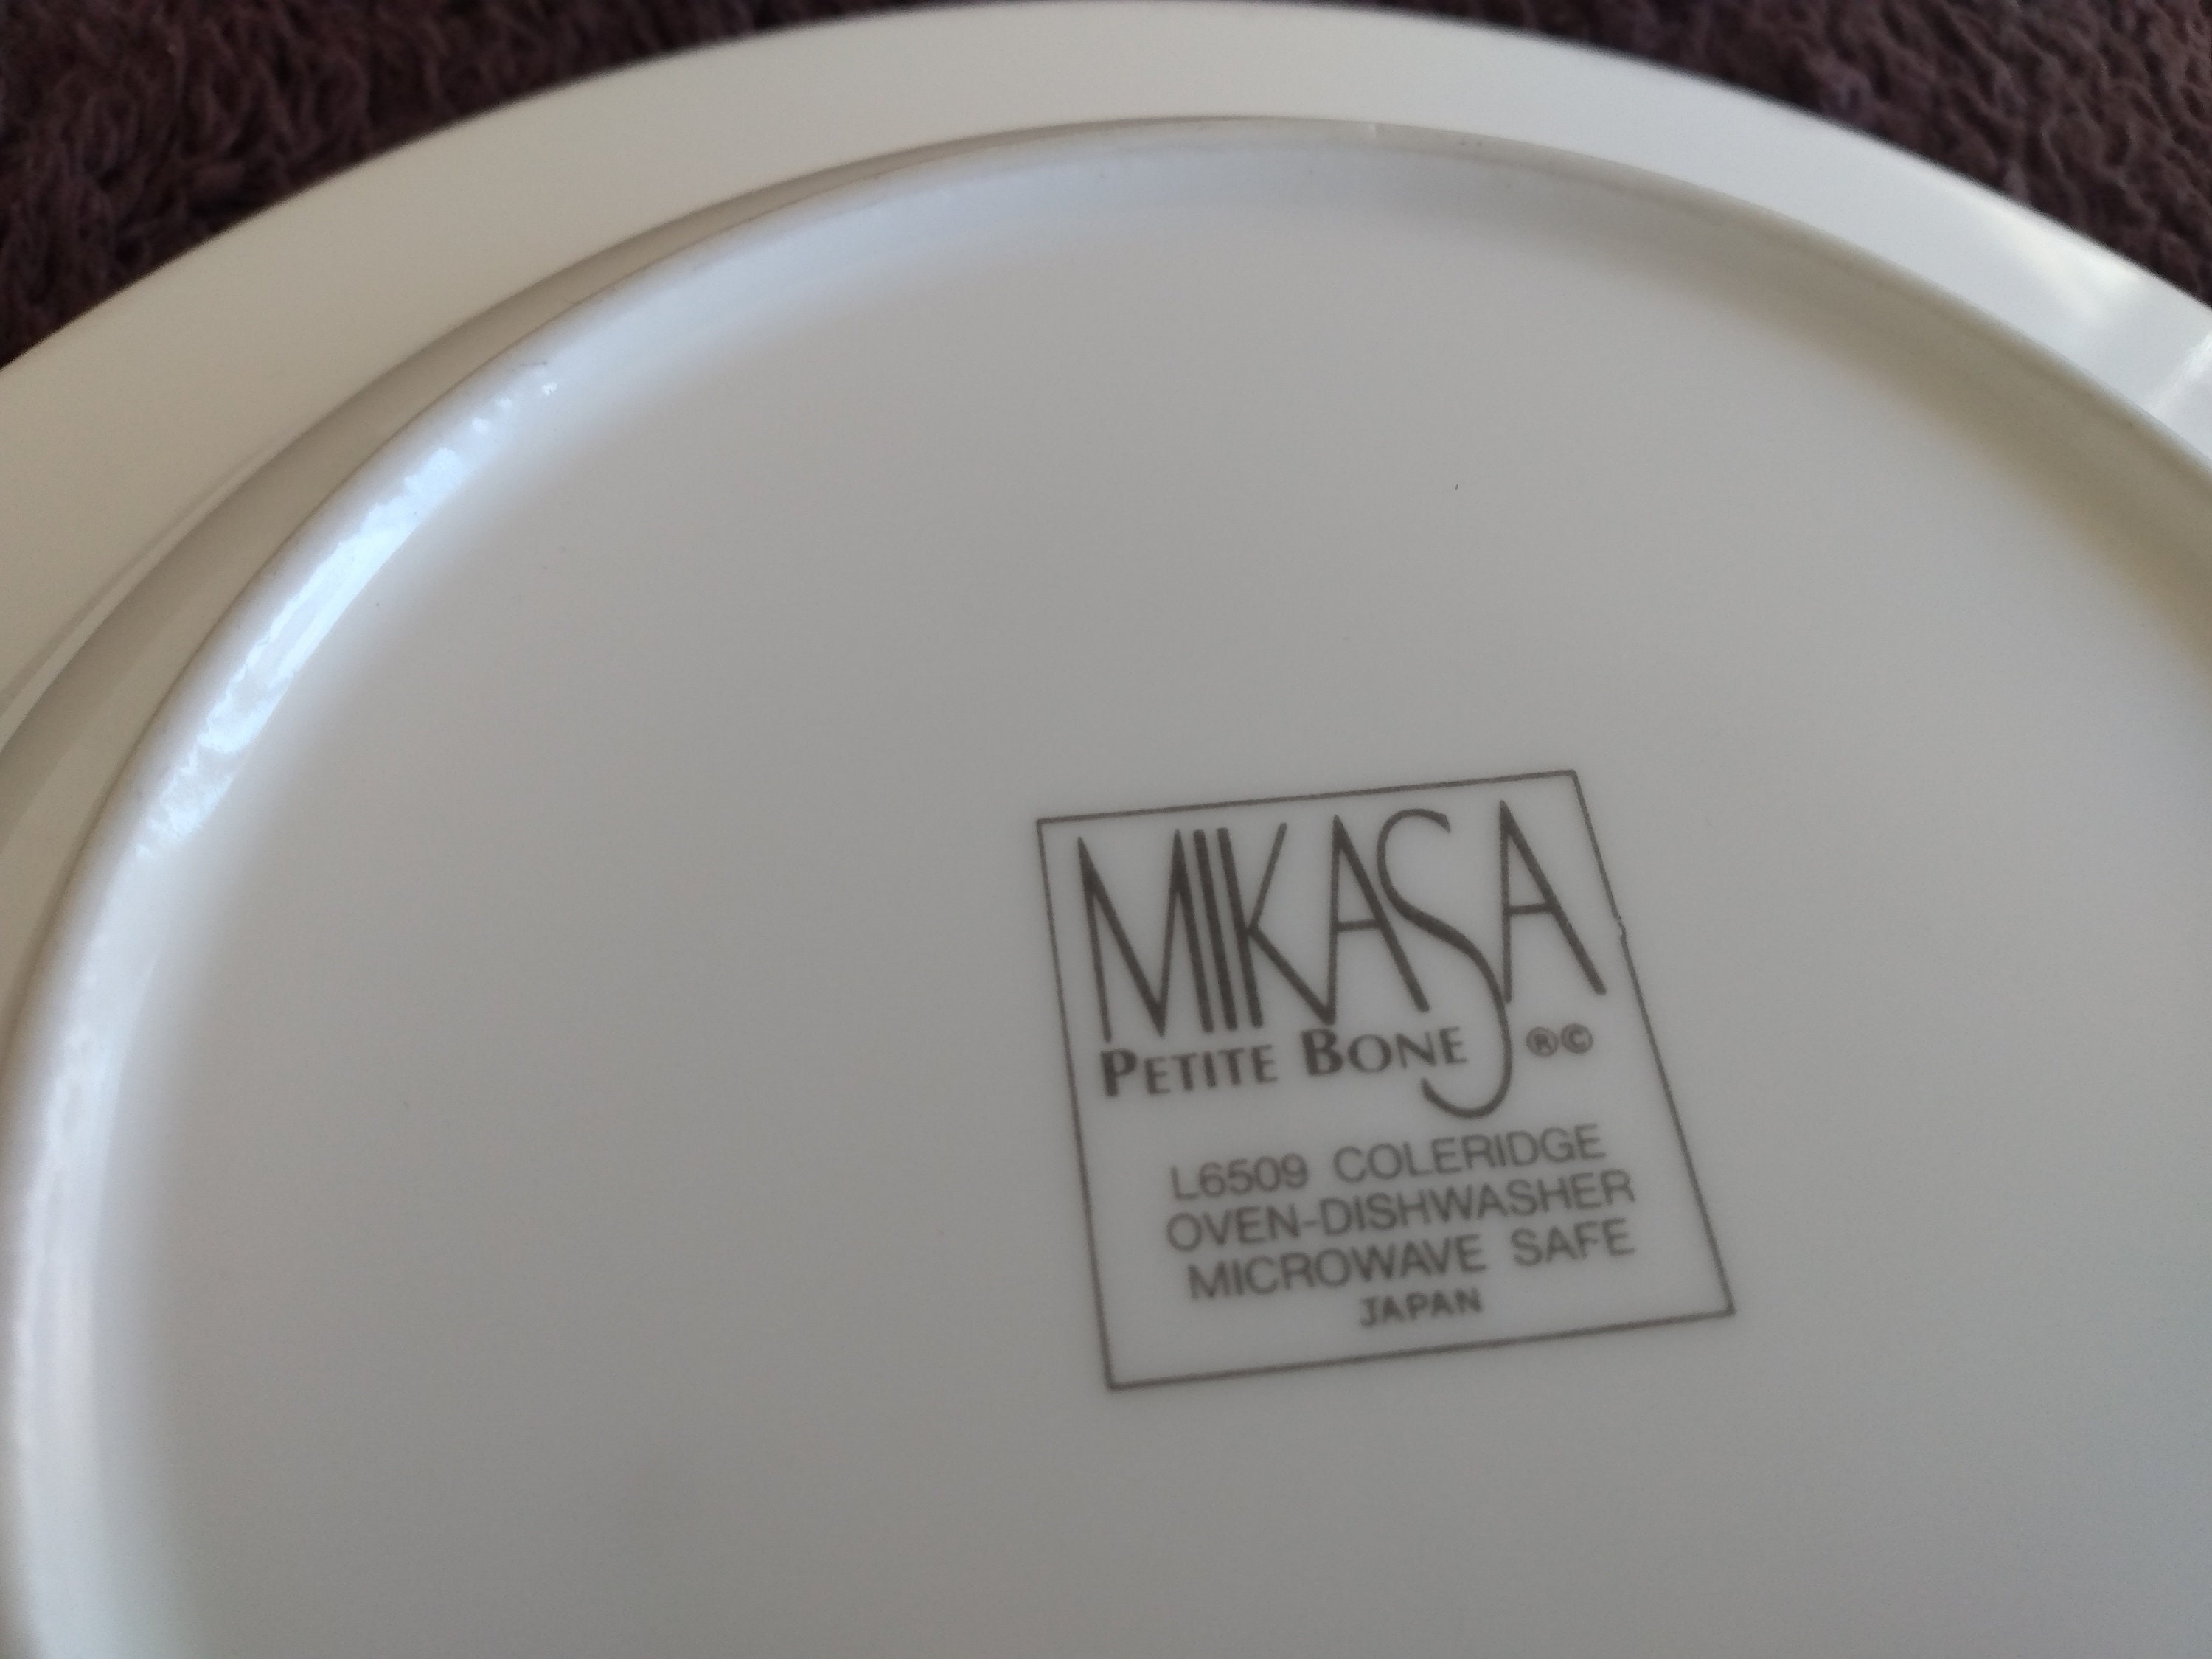 MIKASA
PETITE BONE ®©
L6509 COLERIDGE
OVEN-DISHWASHER
MICROWAVE SAFE
JAPAN